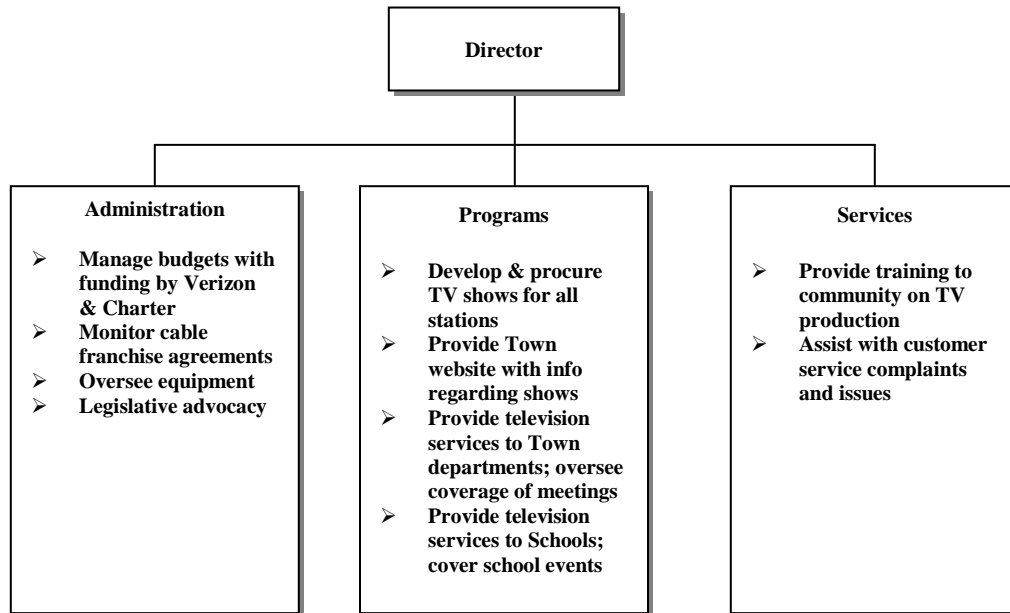 Director
Administration
➢ Manage budgets with
funding by Verizon
& Charter
➢ Monitor cable
franchise agreements
➢ Oversee equipment
➢ Legislative advocacy
Programs
➢ Develop & procure
TV shows for all
stations
➢ Provide Town
website with info
regarding shows
➢ Provide television
services to Town
departments; oversee
coverage of meetings
➢ Provide television
services to Schools;
cover school events
Services
➢ Provide training to
community on TV
production
➢ Assist with customer
service complaints
and issues